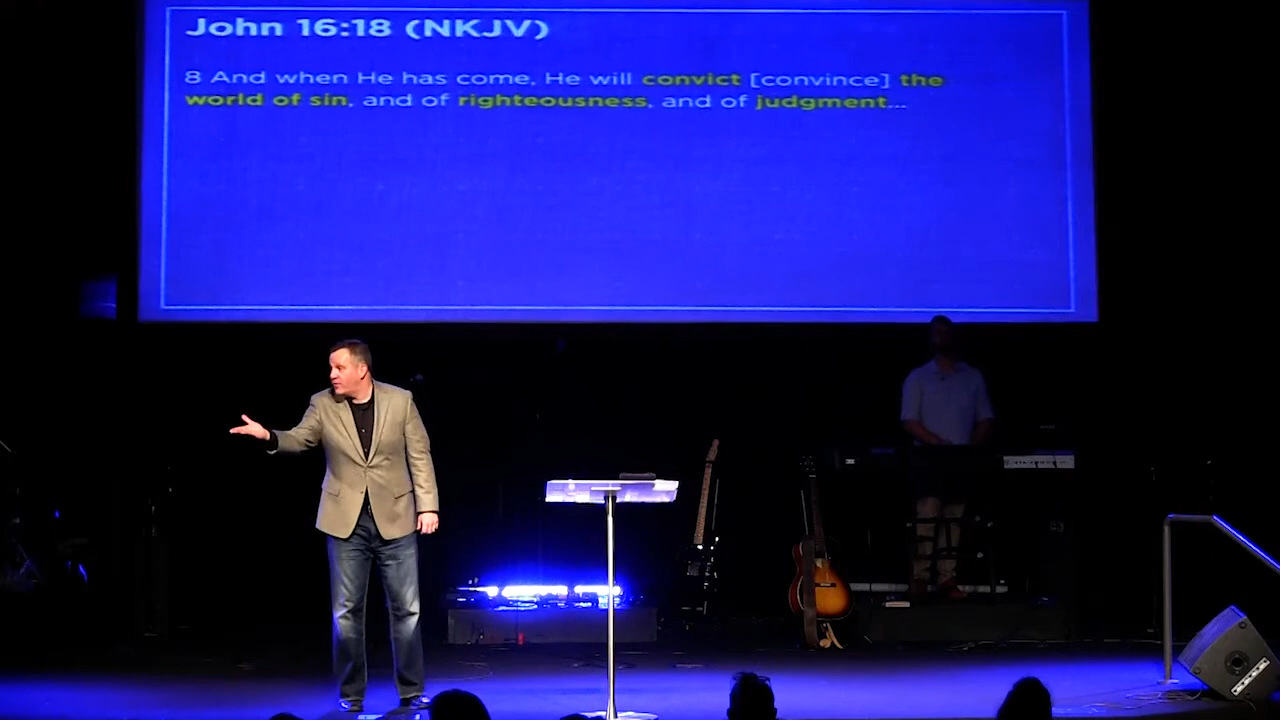 John 16:18 (NKJV)
8 And when He has come, He will convict [convince] the
world of sin, and of righteousness, and of judgment...